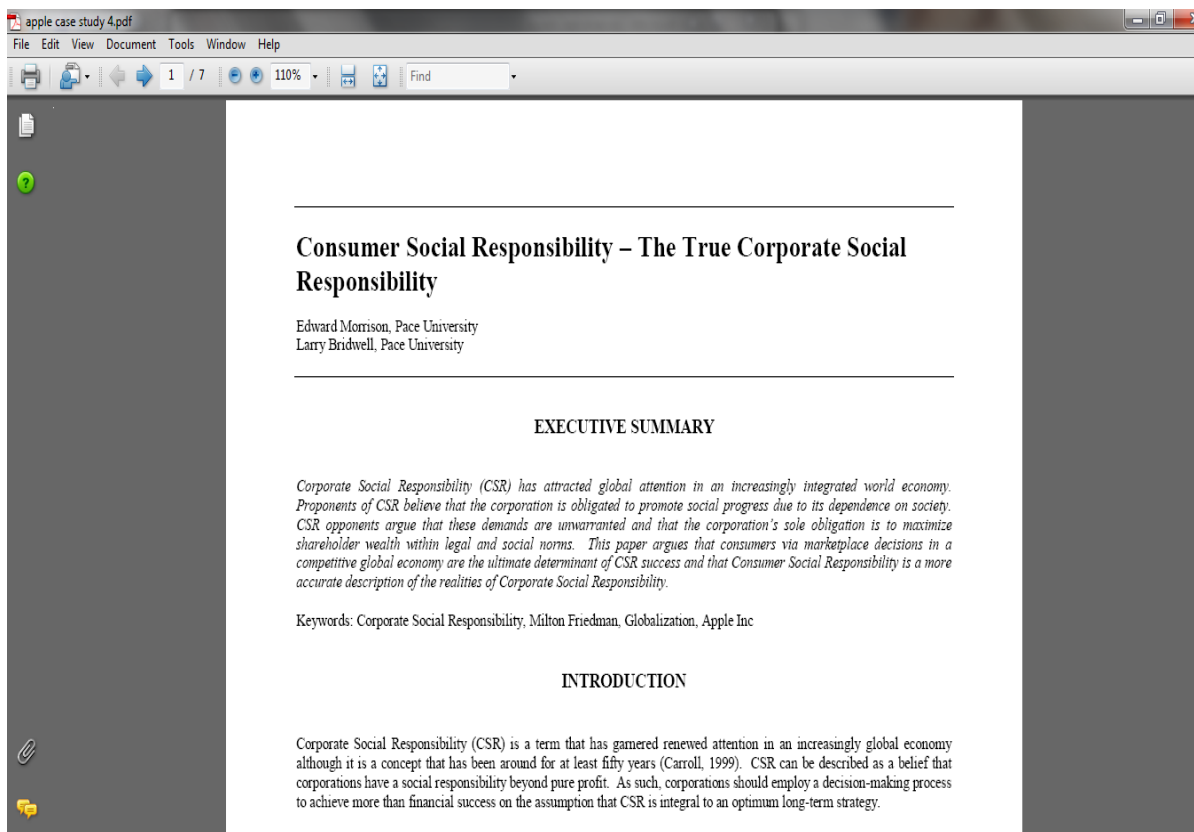 apple case study 4.pdf
File Edit View Document Tools Window Help
1 / 7 110% Find
Consumer Social Responsibility – The True Corporate Social
Responsibility
Edward Morrison, Pace University
Larry Bridwell, Pace University
EXECUTIVE SUMMARY
Corporate Social Responsibility (CSR) has attracted global attention in an increasingly integrated world economy.
Proponents of CSR believe that the corporation is obligated to promote social progress due to its dependence on society.
CSR opponents argue that these demands are unwarranted and that the corporation's sole obligation is to maximize
shareholder wealth within legal and social norms. This paper argues that consumers via marketplace decisions in a
competitive global economy are the ultimate determinant of CSR success and that Consumer Social Responsibility is a more
accurate description of the realities of Corporate Social Responsibility.
Keywords: Corporate Social Responsibility, Milton Friedman, Globalization, Apple Inc
INTRODUCTION
Corporate Social Responsibility (CSR) is a term that has garnered renewed attention in an increasingly global economy
although it is a concept that has been around for at least fifty years (Carroll, 1999). CSR can be described as a belief that
corporations have a social responsibility beyond pure profit. As such, corporations should employ a decision-making process
to achieve more than financial success on the assumption that CSR is integral to an optimum long-term strategy.